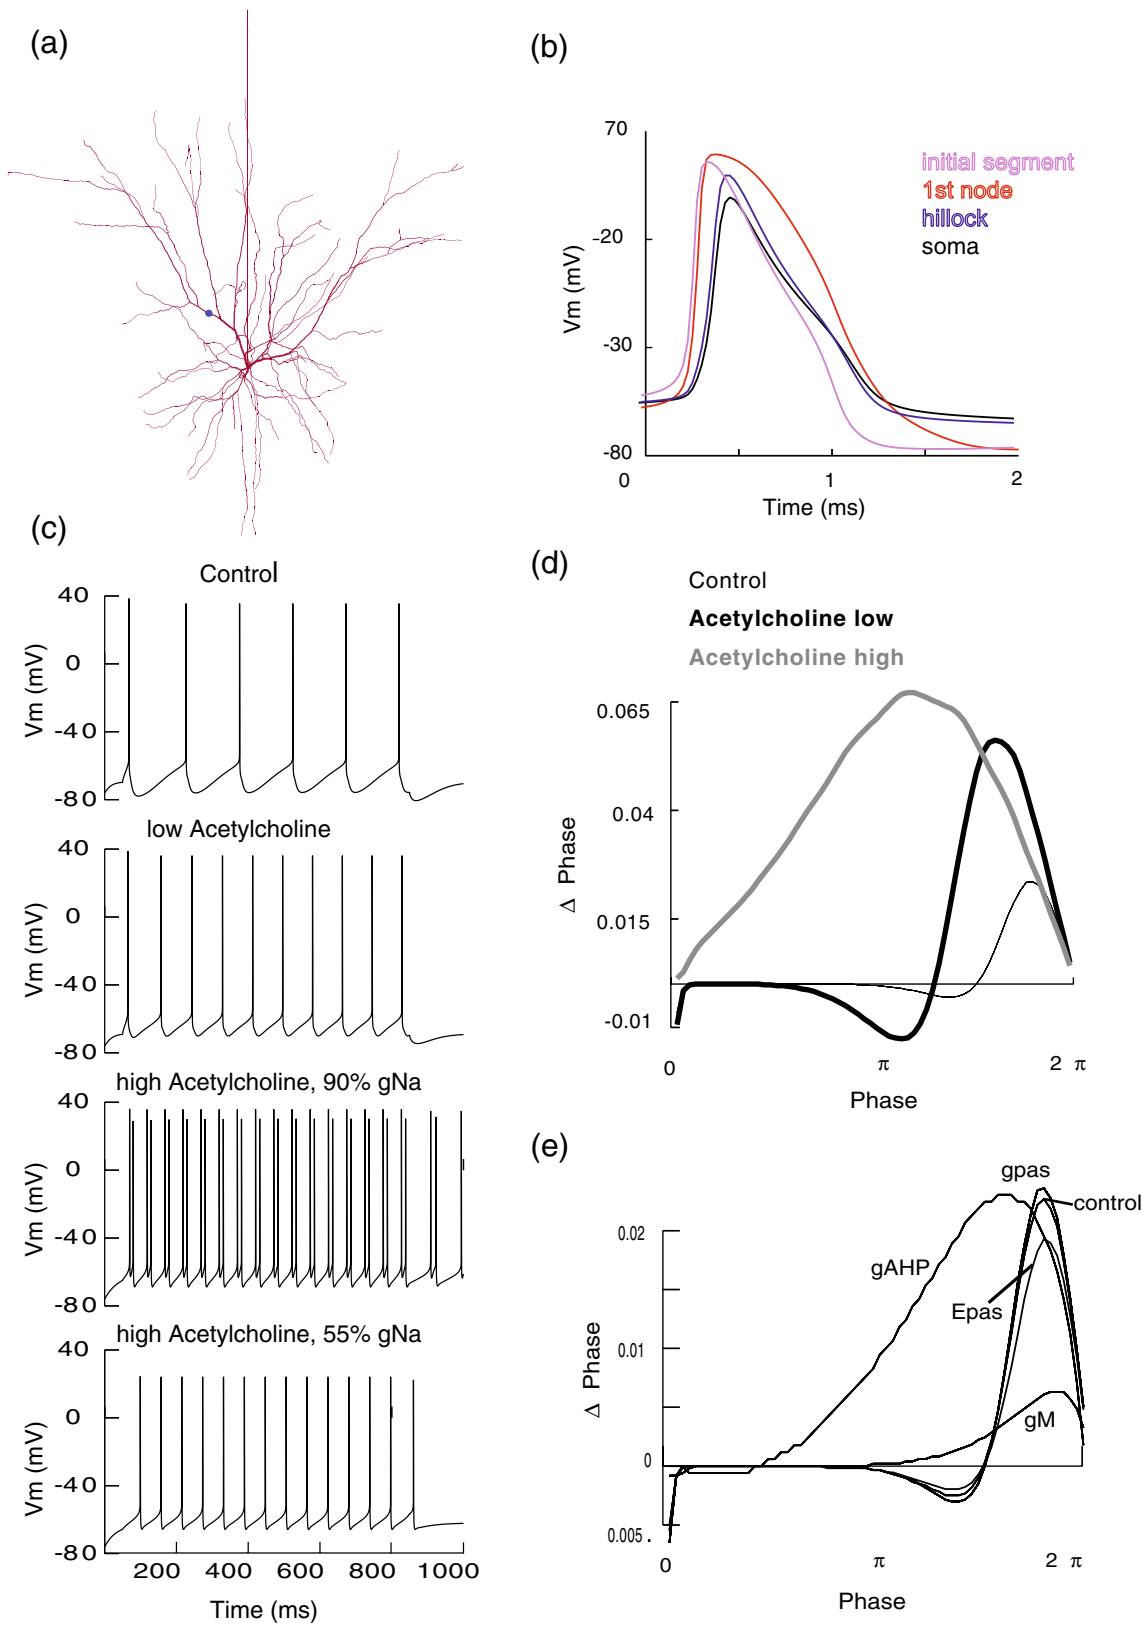 (a)
(b)
70
-20
-30
-80
0
1
2
Vm (mV)
Time (ms)
initial segment
1st node
hillock
soma
(c)
Control
40
0
-40
-80
Vm (mV)
low Acetylcholine
40
0
-40
-80
Vm (mV)
high Acetylcholine, 90% gNa
40
0
-40
-80
Vm (mV)
high Acetylcholine, 55% gNa
40
0
-40
-80
Vm (mV)
200
400
600
800
1000
Time (ms)
(d)
Control
Acetylcholine low
Acetylcholine high
0.065
0.04
0.015
-0.01
Δ Phase
0
π
2 π
Phase
(e)
gpas
control
gAHP
Epas
gM
0.02
0.01
0
0.005.
Δ Phase
0
π
2 π
Phase